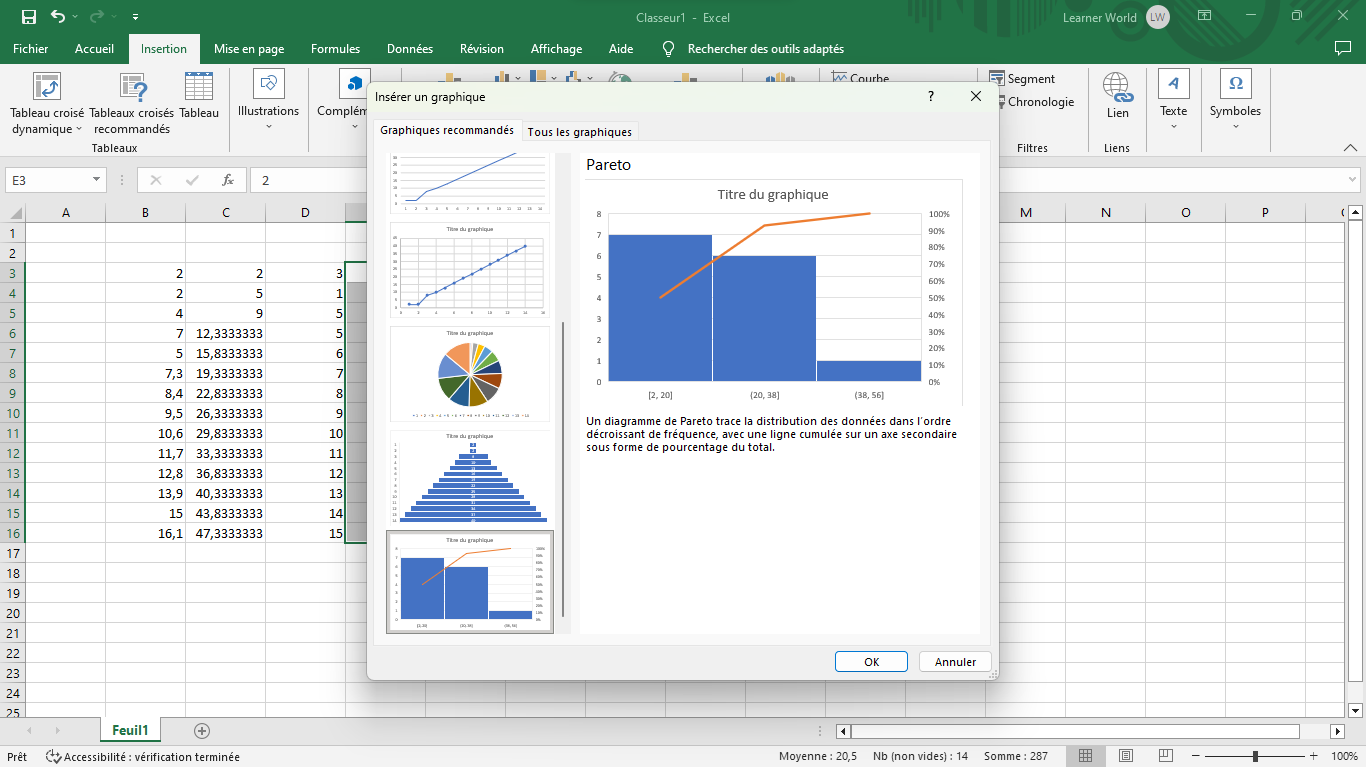 Classeur1 - Excel
Learner World
LW
Fichier Accueil Insertion Mise en page Formules Données Révision Affichage Aide Rechercher des outils adaptés
Tableau croisé dynamique
Tableaux croisés recommandés
Tableau
Illustrations
Complém
Courbe
Segment
Chronologie
Lien
Texte
Symboles
Tableaux
Filtres
Liens
E3
fx
2
Insérer un graphique
?
Graphiques recommandés
Tous les graphiques
Titre du graphique
Titre du graphique
Titre du graphique
Titre du graphique
Pareto
Titre du graphique
8 100%
7 90%
6 80%
5 70%
4 60%
3 50%
2 40%
1 30%
0 20%
10%
0%
[2, 20] (20, 38] (38, 56]
Un diagramme de Pareto trace la distribution des données dans l'ordre
décroissant de fréquence, avec une ligne cumulée sur un axe secondaire
sous forme de pourcentage du total.
OK
Annuler
A B C D M N O P
1
2
3 2 2 3
4 2 5 1
5 4 9 5
6 7 12,3333333 5
7 5 15,8333333 6
8 7,3 19,3333333 7
9 8,4 22,8333333 8
10 9,5 26,3333333 9
11 10,6 29,8333333 10
12 11,7 33,3333333 11
13 12,8 36,8333333 12
14 13,9 40,3333333 13
15 15 43,8333333 14
16 16,1 47,3333333 15
17
18
19
20
21
22
23
24
25
Feuil1
Prêt
Accessibilité : vérification terminée
Moyenne : 20,5 Nb (non vides) : 14 Somme : 287
100%